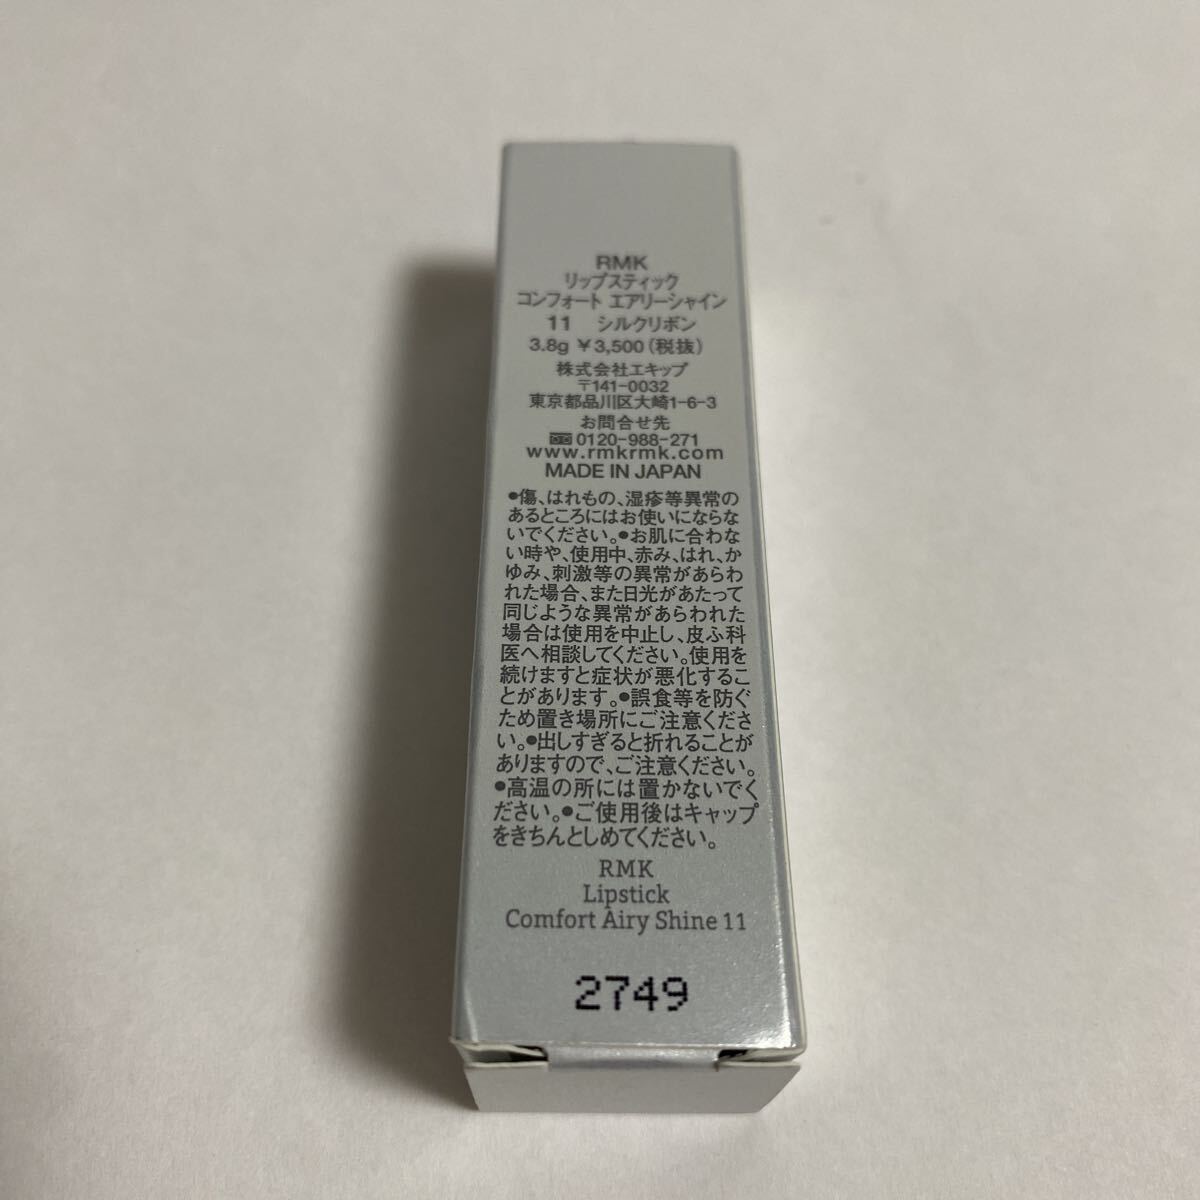 RMK
リップスティック
コンフォート エアリーシャイン
11 シルクリボン
3.8g ¥3,500(税抜)
株式会社エキップ
〒141-0032
東京都品川区大崎1-6-3
お問合せ先
0120-988-271
www.rmkrmk.com
MADE IN JAPAN
●傷、はれもの、湿疹等異常の
あるところにはお使いにならな
いでください。●お肌に合わな
い時や、使用中、赤み、はれ、か
ゆみ、刺激等の異常があらわ
れた場合、また日光があたって
同じような異常があらわれた
場合は使用を中止し、皮ふ科
医へ相談してください。使用を
続けますと症状が悪化するこ
とがあります。●誤食等を防ぐ
ため置き場所にご注意くださ
い。●出しすぎると折れることが
ありますので、ご注意ください。
●高温の所には置かないでく
ださい。●ご使用後はキャップ
をきちんとしめてください。
RMK
Lipstick
Comfort Airy Shine 11
2749